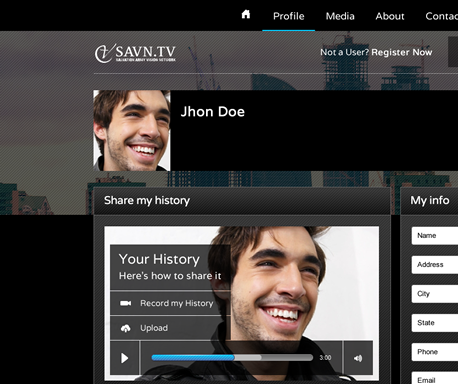 Profile Media About Contac
SAVN.TV
SALVATION ARMY VISION NETWORK
Not a User? Register Now
Jhon Doe
Share my history
My info
Your History
Here's how to share it
Record my History
Upload
3:00
Name
Address
City
State
Phone
Email